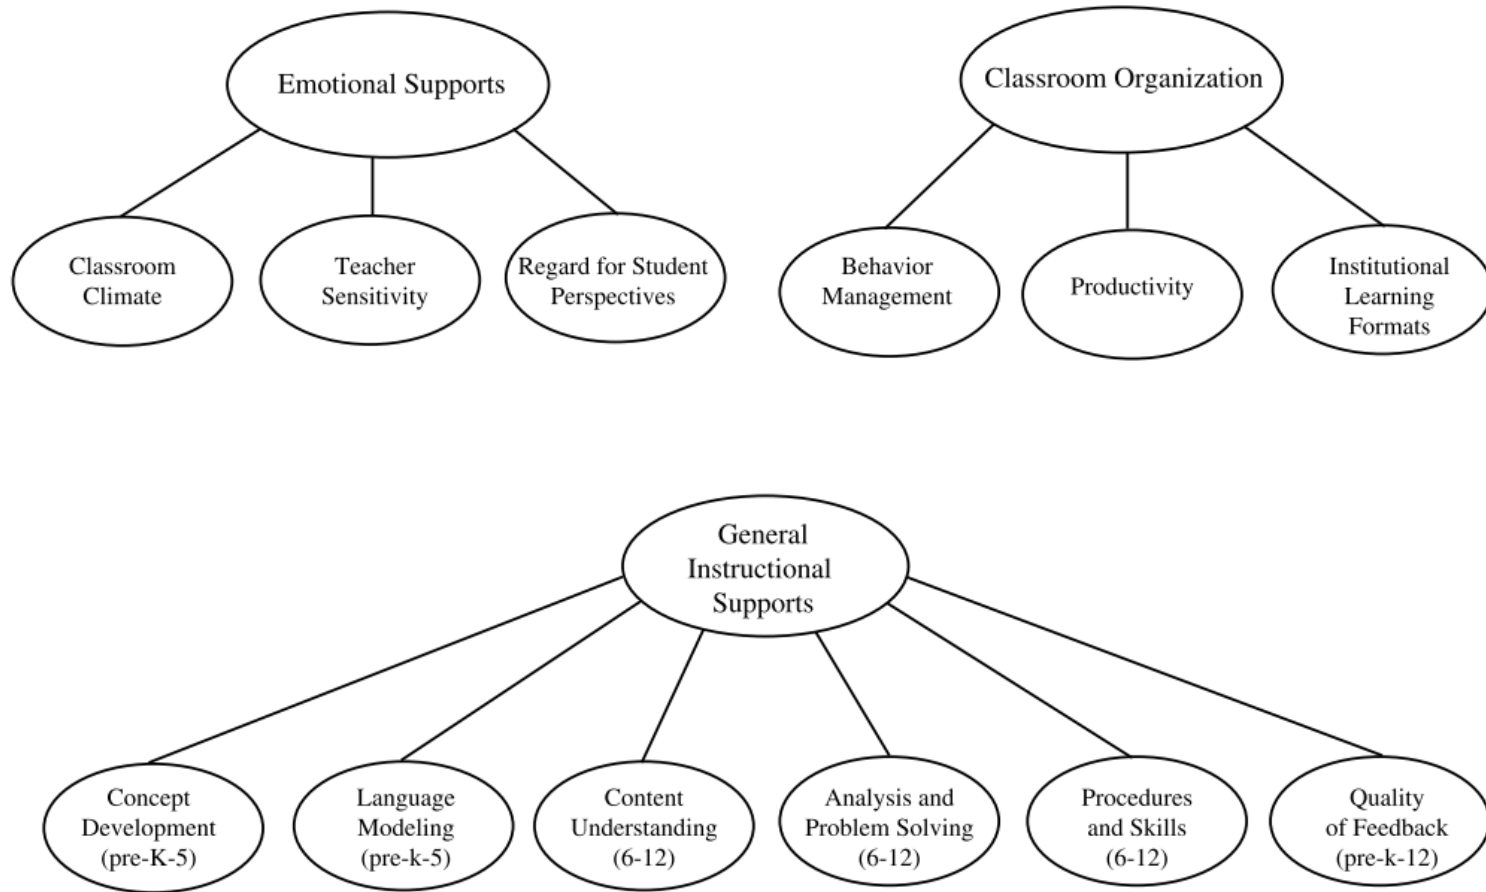 Emotional Supports
Classroom Organization
Classroom
Climate
Teacher
Sensitivity
Regard for Student
Perspectives
Behavior
Management
Productivity
Institutional
Learning
Formats
General
Instructional
Supports
Concept
Development
(pre-K-5)
Language
Modeling
(pre-k-5)
Content
Understanding
(6-12)
Analysis and
Problem Solving
(6-12)
Procedures
and Skills
(6-12)
Quality
of Feedback
(pre-k-12)